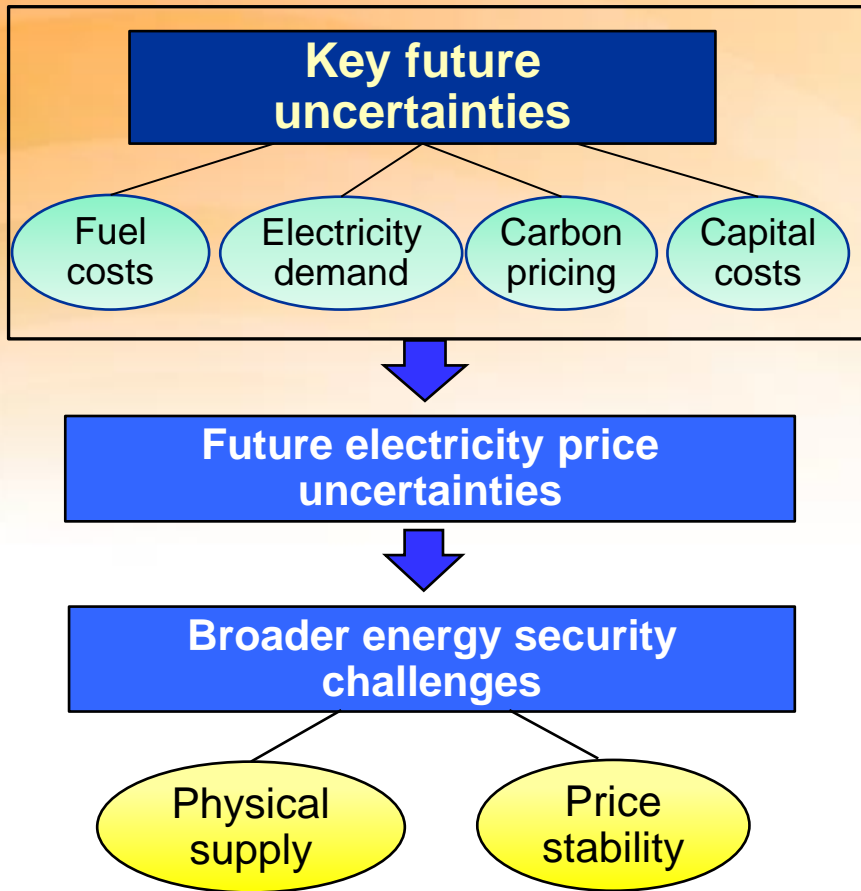 Key future
uncertainties
Fuel
costs
Electricity
demand
Carbon
pricing
Capital
costs
Future electricity price
uncertainties
Broader energy security
challenges
Physical
supply
Price
stability